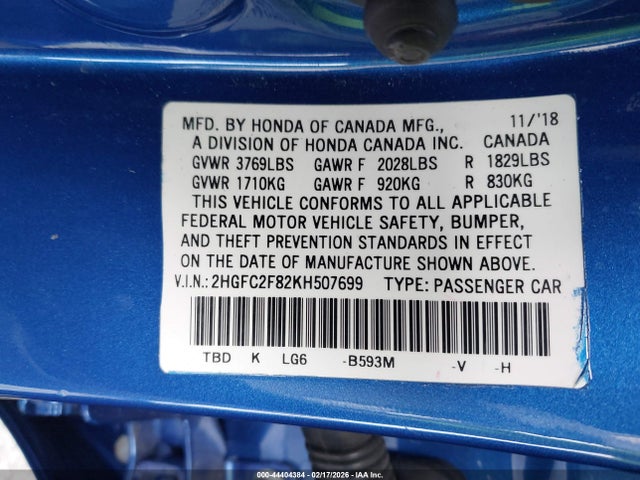 MFD. BY HONDA OF CANADA MFG., 11/'18
A DIVISION OF HONDA CANADA INC. CANADA
GVWR 3769LBS GAWR F 2028LBS R 1829LBS
GVWR 1710KG GAWR F 920KG R 830KG
THIS VEHICLE CONFORMS TO ALL APPLICABLE
FEDERAL MOTOR VEHICLE SAFETY, BUMPER,
AND THEFT PREVENTION STANDARDS IN EFFECT
ON THE DATE OF MANUFACTURE SHOWN ABOVE.
V.I.N.: 2HGFC2F82KH507699 TYPE: PASSENGER CAR
TBD K LG6 -B593M -V -H
000-44404384 - 02/17/2026 - IAA Inc.